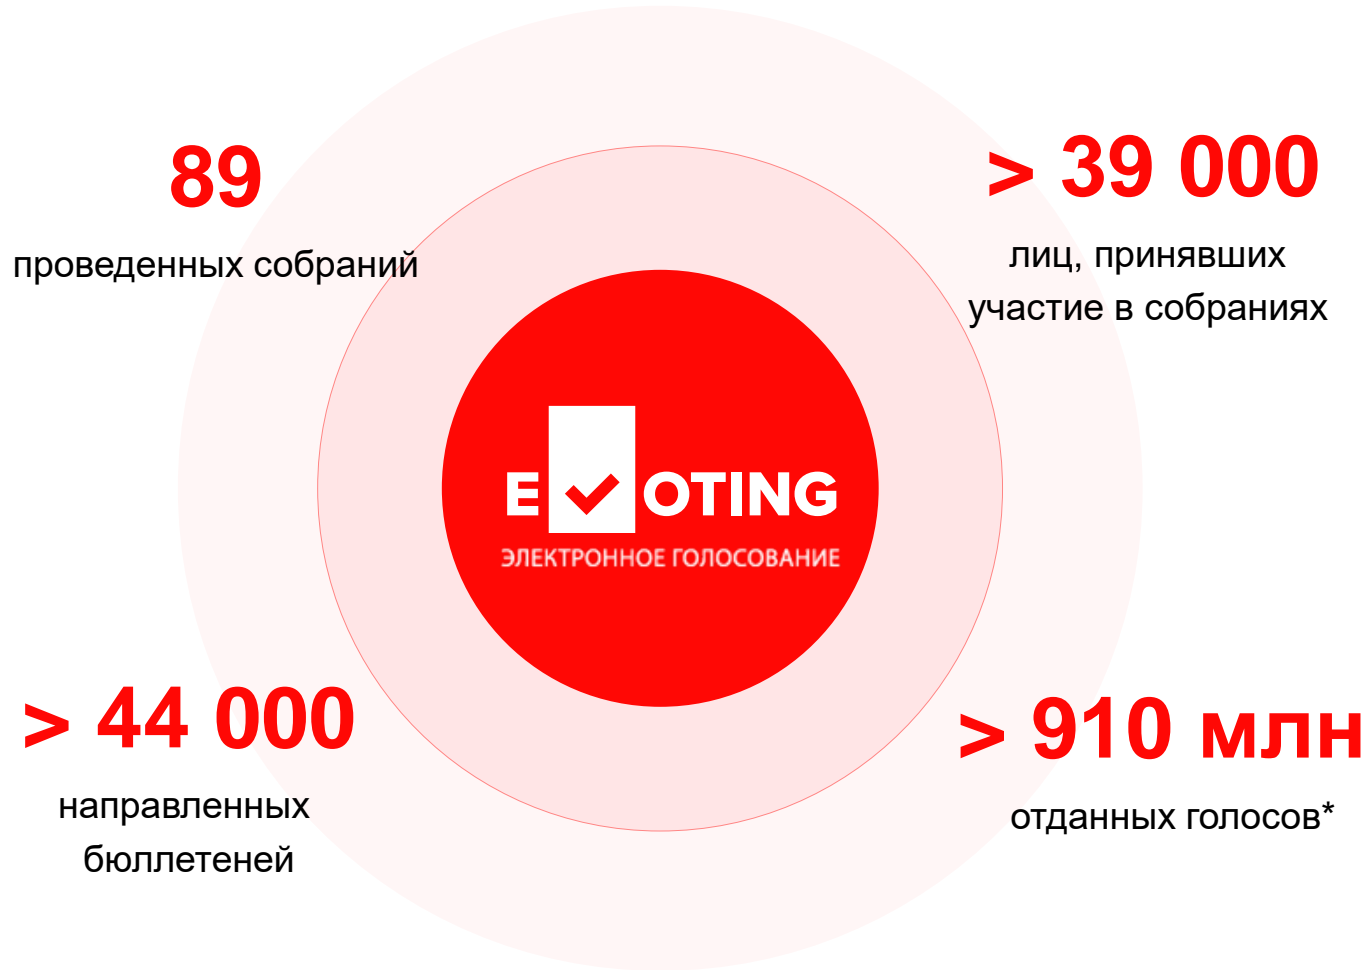 89
проведенных собраний
> 39 000
лиц, принявших
участие в собраниях
E OTING
ЭЛЕКТРОННОЕ ГОЛОСОВАНИЕ
> 44 000
направленных
бюллетеней
> 910 млн
отданных голосов*